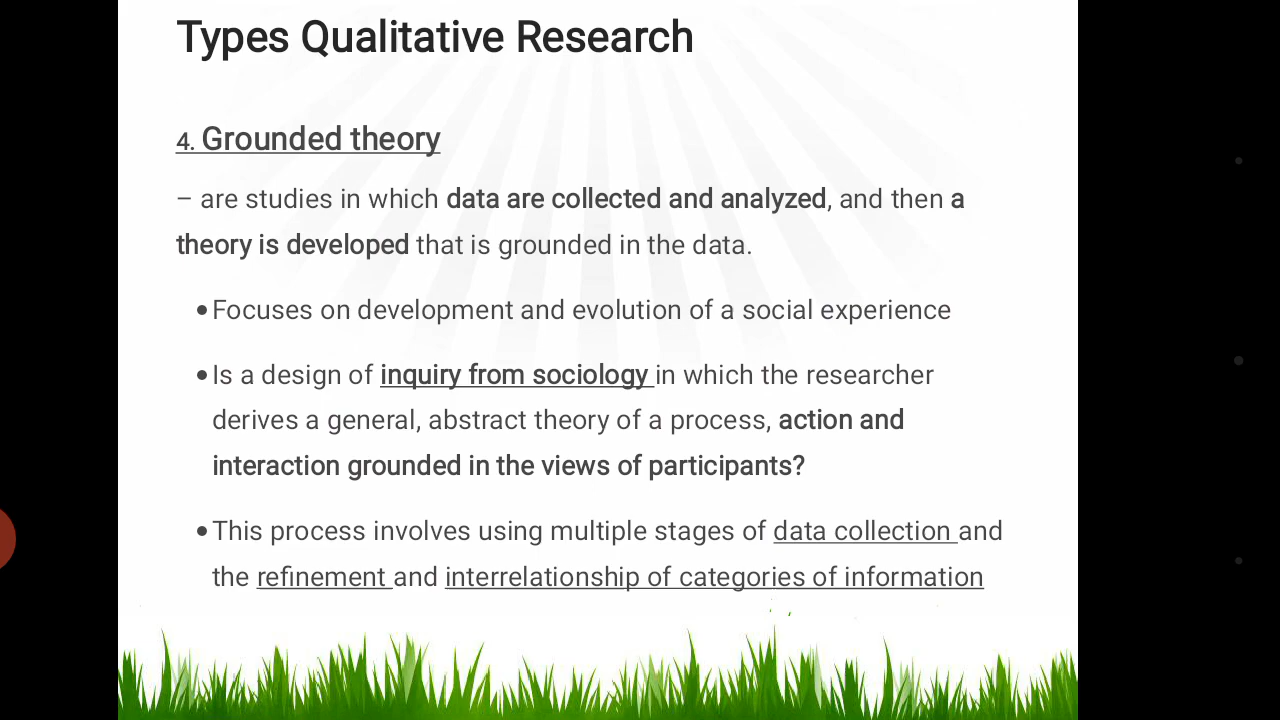 Types Qualitative Research
4. Grounded theory
– are studies in which data are collected and analyzed, and then a
theory is developed that is grounded in the data.
•Focuses on development and evolution of a social experience
•Is a design of inquiry from sociology in which the researcher
derives a general, abstract theory of a process, action and
interaction grounded in the views of participants?
•This process involves using multiple stages of data collection and
the refinement and interrelationship of categories of information